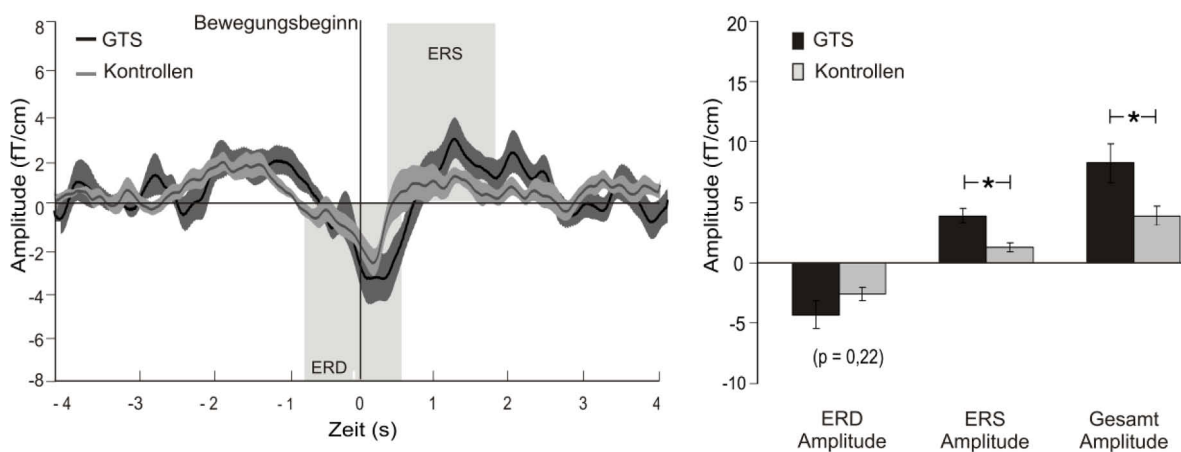 Bewegungsbeginn
GTS
Kontrollen
ERS
ERD
8
6
4
2
0
-2
-4
-6
-8
Amplitude (fT/cm)
-4
-3
-2
-1
0
1
2
3
4
Zeit (s)
GTS
Kontrollen
20
15
10
5
0
-5
-10
Amplitude (fT/cm)
*
*
(p = 0,22)
ERD
Amplitude
ERS
Amplitude
Gesamt
Amplitude